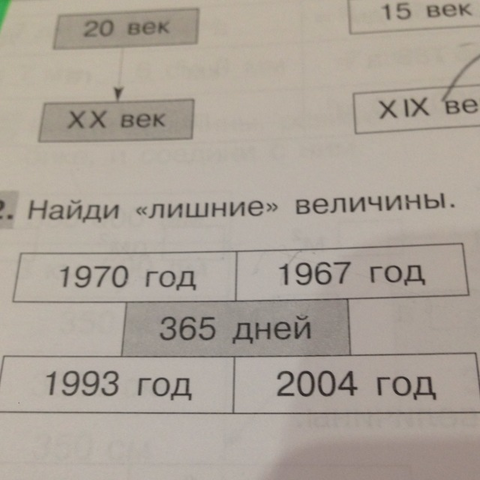 20 век 15 век
XX век XIX ве
2. Найди «лишние» величины.
1970 год 1967 год
365 дней
1993 год 2004 год